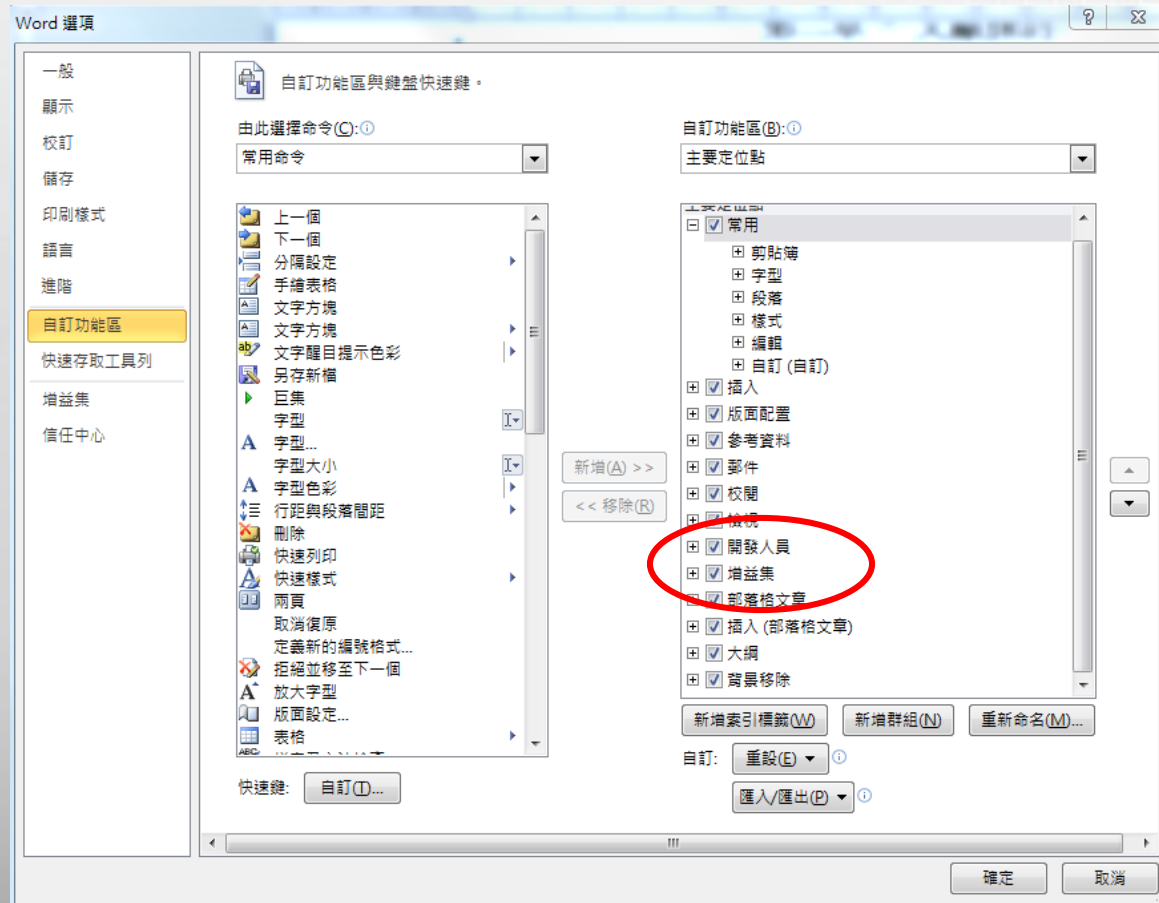 Word 選項
一般
顯示
校訂
儲存
印刷樣式
語言
進階
自訂功能區
快速存取工具列
增益集
信任中心
自訂功能區與鍵盤快速鍵。
由此選擇命令(C):
常用命令
上一個
下一個
分隔設定
手繪表格
文字方塊
文字方塊
文字醒目提示色彩
另存新檔
巨集
字型
字型...
字型大小
字型色彩
行距與段落間距
刪除
快速列印
快速樣式
兩頁
取消復原
定義新的編號格式...
拒絕並移至下一個
放大字型
版面設定...
表格
快速鍵:
自訂(T)...
新增(A) >>
<< 移除(R)
自訂功能區(B):
主要定位點
主要定位點
常用
剪貼簿
字型
段落
樣式
編輯
自訂 (自訂)
插入
版面配置
參考資料
郵件
校閱
檢視
開發人員
增益集
部落格文章
插入 (部落格文章)
大綱
背景移除
新增索引標籤(W)
新增群組(N)
重新命名(M)...
自訂:
重設(E)
匯入/匯出(P)
確定
取消